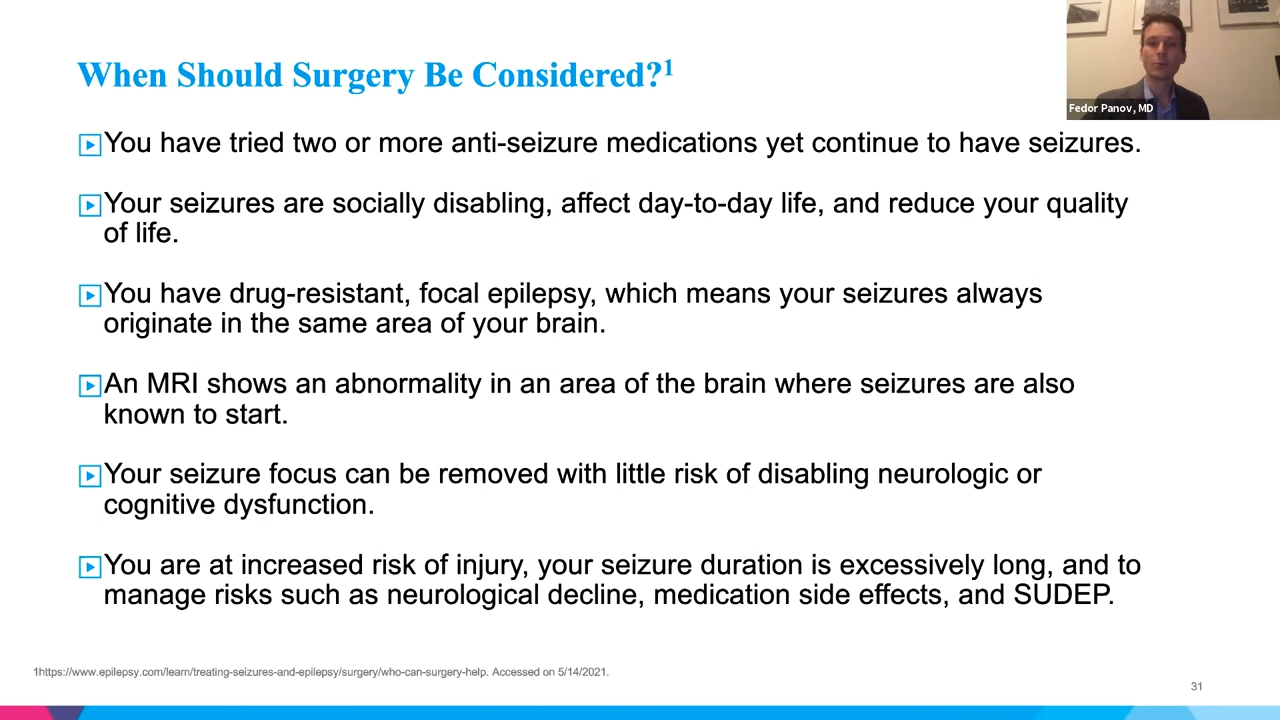 When Should Surgery Be Considered?1
Fedor Panov, MD
You have tried two or more anti-seizure medications yet continue to have seizures.
Your seizures are socially disabling, affect day-to-day life, and reduce your quality
of life.
You have drug-resistant, focal epilepsy, which means your seizures always
originate in the same area of your brain.
An MRI shows an abnormality in an area of the brain where seizures are also
known to start.
Your seizure focus can be removed with little risk of disabling neurologic or
cognitive dysfunction.
You are at increased risk of injury, your seizure duration is excessively long, and to
manage risks such as neurological decline, medication side effects, and SUDEP.
1https://www.epilepsy.com/learn/treating-seizures-and-epilepsy/surgery/who-can-surgery-help. Accessed on 5/14/2021.
31